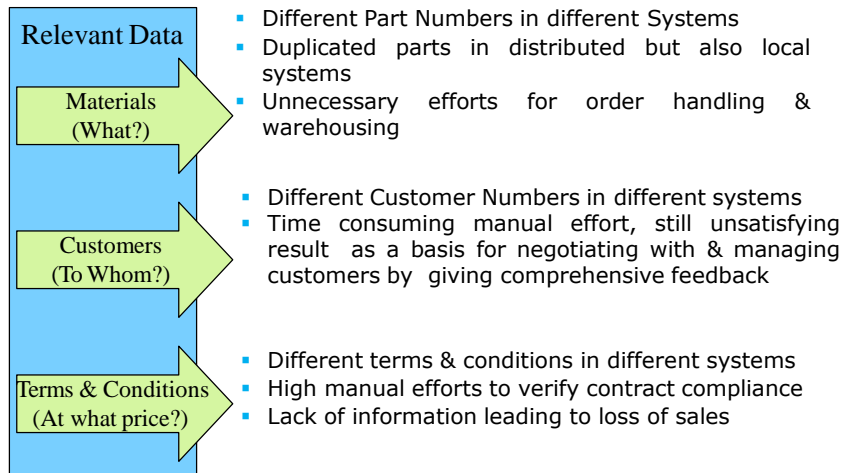 Relevant Data
Materials
(What?)
▪ Different Part Numbers in different Systems
▪ Duplicated parts in distributed but also local
systems
▪ Unnecessary efforts for order handling &
warehousing
Customers
(To Whom?)
▪ Different Customer Numbers in different systems
▪ Time consuming manual effort, still unsatisfying
result as a basis for negotiating with & managing
customers by giving comprehensive feedback
Terms & Conditions
(At what price?)
▪ Different terms & conditions in different systems
▪ High manual efforts to verify contract compliance
▪ Lack of information leading to loss of sales